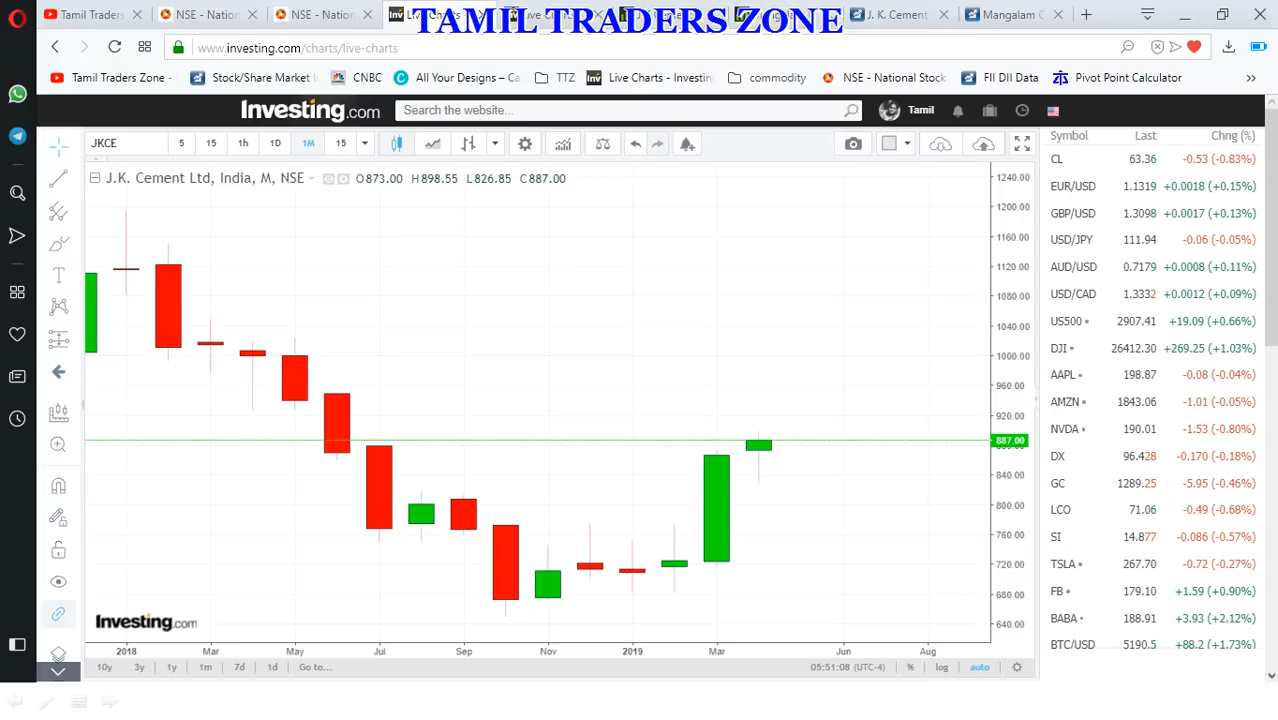 TAMIL TRADERS ZONE
Tamil Traders
NSE - Nation
NSE - Nation
J. K. Cement
Mangalam C
www.investing.com/charts/live-charts
Tamil Traders Zone -
Stock/Share Market
CNBC
All Your Designs – Ca
TTZ
Live Charts - Investing
commodity
NSE - National Stock
FII DII Data
Pivot Point Calculator
Investing.com
Search the website...
Tamil
JKCE
5
15
1h
1D
1M
15
J.K. Cement Ltd, India, M, NSE
O873.00 H898.55 L826.85 C887.00
1240.00
1200.00
1160.00
1120.00
1080.00
1040.00
1000.00
960.00
920.00
887.00
840.00
800.00
760.00
720.00
680.00
640.00
Investing.com
2018 Mar May Jul Sep Nov 2019 Mar Jun Aug
10y 3y 1y 1m 7d 1d Go to...
05:51:08 (UTC-4) % log auto
Symbol Last Chng (%)
CL 63.36 -0.53 (-0.83%)
EUR/USD 1.1319 +0.0018 (+0.15%)
GBP/USD 1.3098 +0.0017 (+0.13%)
USD/JPY 111.94 -0.06 (-0.05%)
AUD/USD 0.7179 +0.0008 (+0.11%)
USD/CAD 1.3332 +0.0012 (+0.09%)
US500 2907.41 +19.09 (+0.66%)
DJI 26412.30 +269.25 (+1.03%)
AAPL 198.87 -0.08 (-0.04%)
AMZN 1843.06 -1.01 (-0.05%)
NVDA 190.01 -1.53 (-0.80%)
DX 96.428 -0.170 (-0.18%)
GC 1289.25 -5.95 (-0.46%)
LCO 71.06 -0.49 (-0.68%)
SI 14.877 -0.086 (-0.57%)
TSLA 267.70 -0.72 (-0.27%)
FB 179.10 +1.59 (+0.90%)
BABA 188.91 +3.93 (+2.12%)
BTC/USD 5190.5 +88.2 (+1.73%)